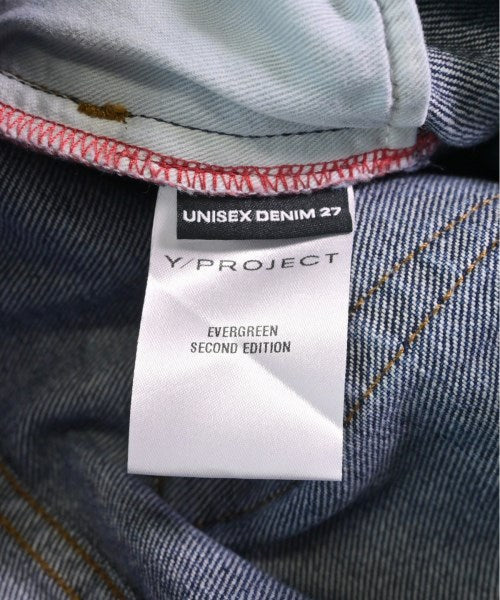 UNISEX DENIM 27
Y/PROJECT
EVERGREEN
SECOND EDITION